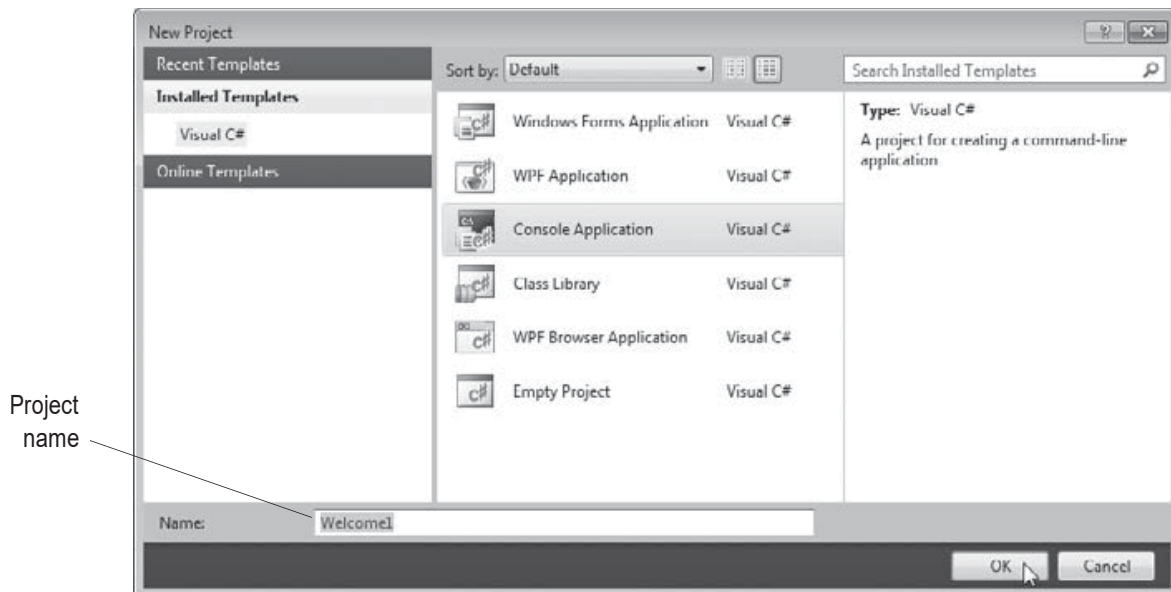 New Project
Recent Templates
Installed Templates
Visual C#
Online Templates
Sort by: Default
Search Installed Templates
Windows Forms Application Visual C#
WPF Application Visual C#
Console Application Visual C#
Class Library Visual C#
WPF Browser Application Visual C#
Empty Project Visual C#
Type: Visual C#
A project for creating a command-line
application
Project
name
Name: Welcome1
OK Cancel